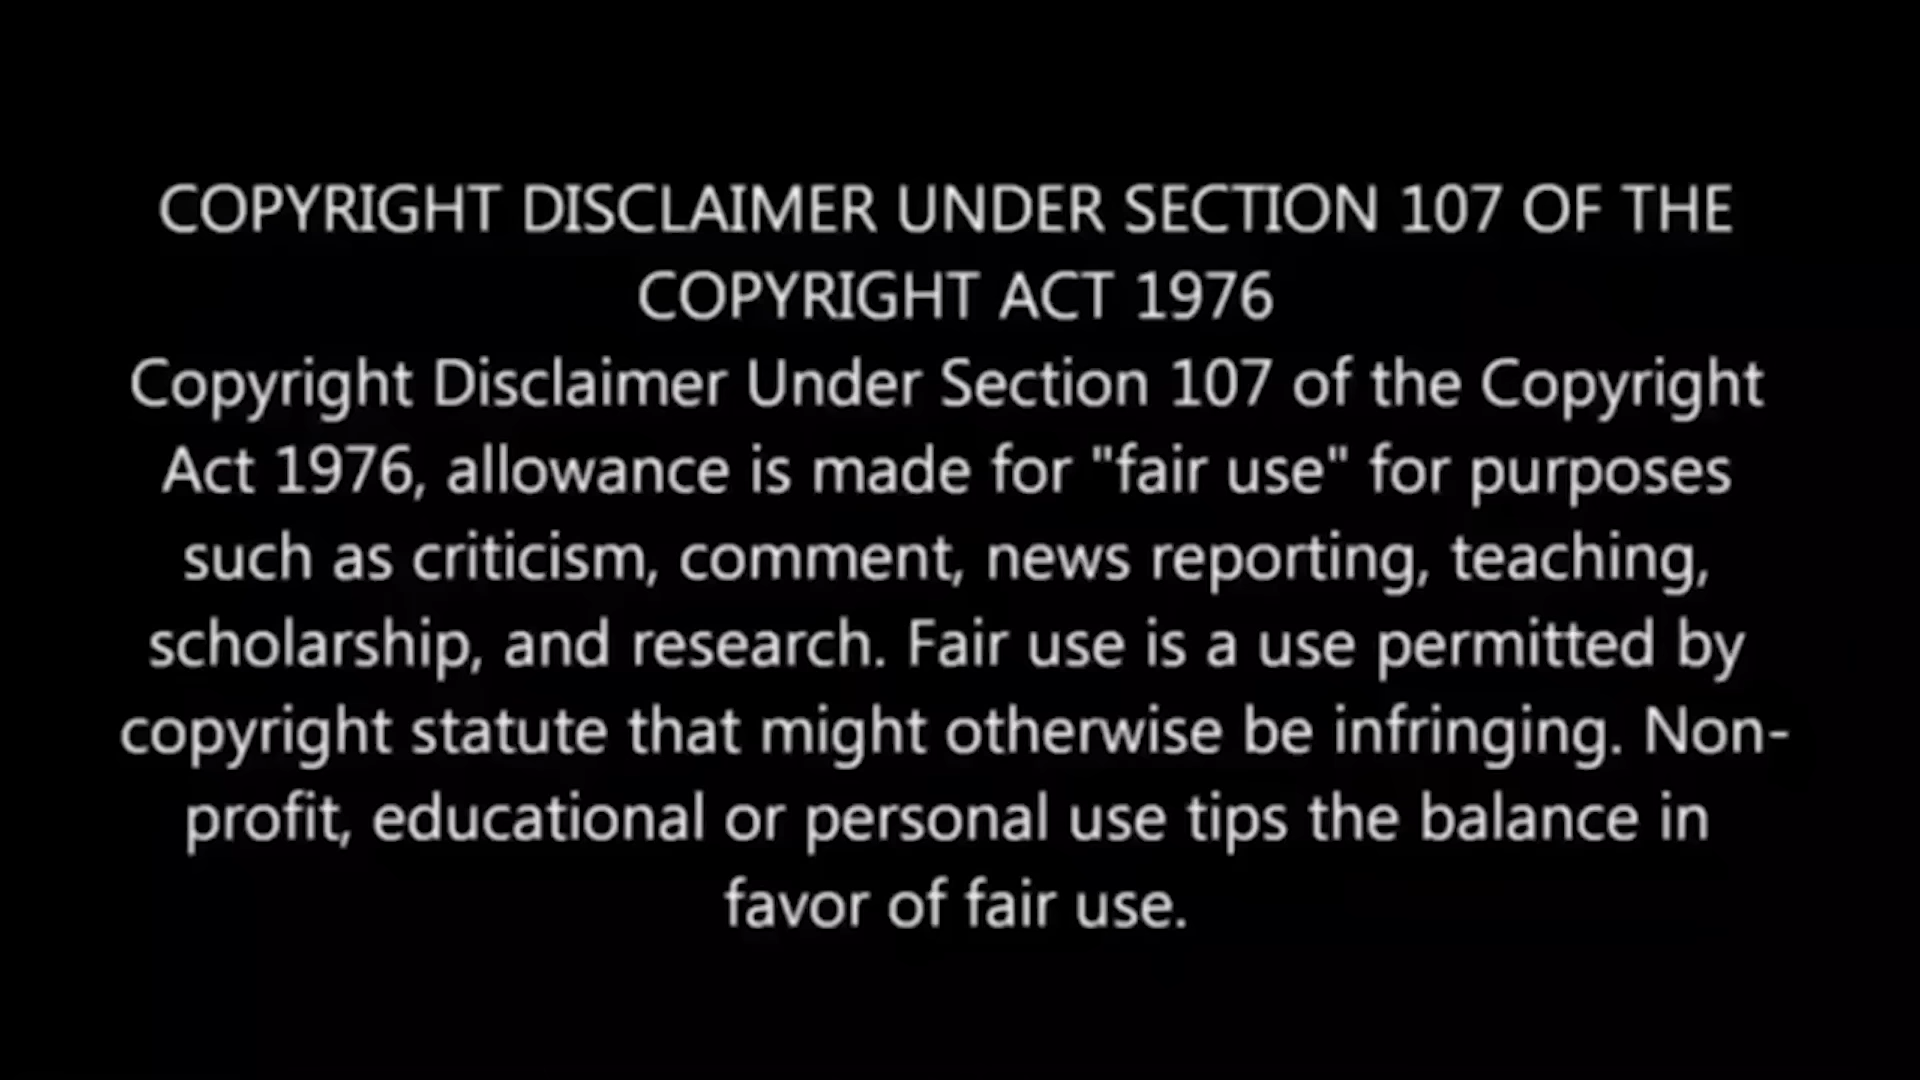 COPYRIGHT DISCLAIMER UNDER SECTION 107 OF THE
COPYRIGHT ACT 1976
Copyright Disclaimer Under Section 107 of the Copyright
Act 1976, allowance is made for "fair use" for purposes
such as criticism, comment, news reporting, teaching,
scholarship, and research. Fair use is a use permitted by
copyright statute that might otherwise be infringing. Non-
profit, educational or personal use tips the balance in
favor of fair use.